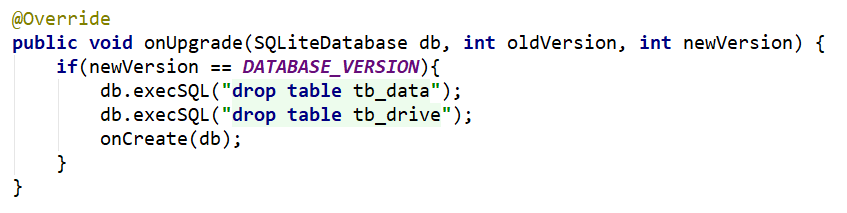 @Override
public void onUpgrade(SQLiteDatabase db, int oldVersion, int newVersion) {
    if(newVersion == DATABASE_VERSION){
        db.execSQL("drop table tb_data");
        db.execSQL("drop table tb_drive");
        onCreate(db);
    }
}